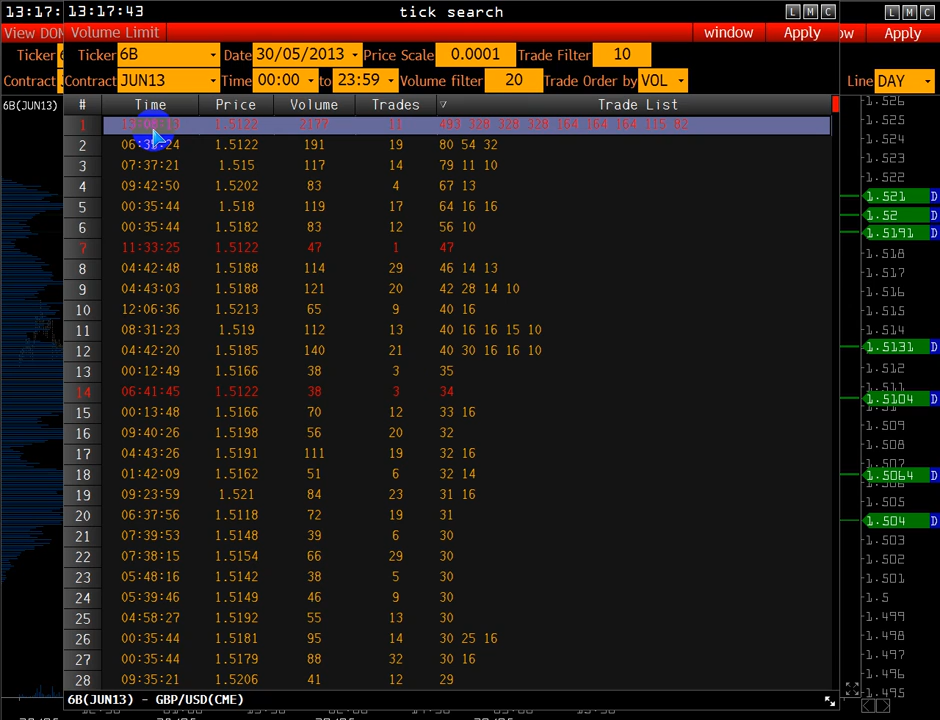 13:17: 13:17:43 tick search L M C L M C
View DOM Volume Limit window Apply ow Apply
Ticker 6 Ticker 6B Date 30/05/2013 Price Scale 0.0001 Trade Filter 10
Contract Contract JUN13 Time 00:00 to 23:59 Volume filter 20 Trade Order by VOL Line DAY
6B(JUN13) # Time Price Volume Trades Trade List 1.526
1 1.5122 2177 11 493 328 328 328 164 164 164 115 82 1.525
2 1.5122 191 19 80 54 32 1.524
3 07:37:21 1.515 117 14 79 11 10 1.523
4 09:42:50 1.5202 83 4 67 13 1.522
1.521 D
5 00:35:44 1.518 119 17 64 16 16 1.52 D
6 00:35:44 1.5182 83 12 56 10 1.5191 D
7 11:33:25 1.5122 47 1 47 1.518
8 04:42:48 1.5188 114 29 46 14 13 1.517
9 04:43:03 1.5188 121 20 42 28 14 10 1.516
10 12:06:36 1.5213 65 9 40 16 1.515
11 08:31:23 1.519 112 13 40 16 16 15 10 1.514
12 04:42:20 1.5185 140 21 40 30 16 16 10 1.5131 D
13 00:12:49 1.5166 38 3 35 1.512
14 06:41:45 1.5122 38 3 34 1.511
1.5104 D
15 00:13:48 1.5166 70 12 33 16
16 09:40:26 1.5198 56 20 32 1.509
17 04:43:26 1.5191 111 19 32 16 1.508
18 01:42:09 1.5162 51 6 32 14 1.5064 D
19 09:23:59 1.521 84 23 31 16 1.505
20 06:37:56 1.5118 72 19 31 1.504 D
21 07:39:53 1.5148 39 6 30 1.503
22 07:38:15 1.5154 66 29 30 1.502
23 05:48:16 1.5142 38 5 30 1.501
24 05:39:46 1.5149 46 9 30 1.5
25 04:58:27 1.5192 55 13 30 1.499
26 00:35:44 1.5181 95 14 30 25 16 1.498
27 00:35:44 1.5179 88 32 30 16 1.497
28 09:35:21 1.5206 41 12 29 1.496
6B(JUN13) - GBP/USD(CME) 1.495